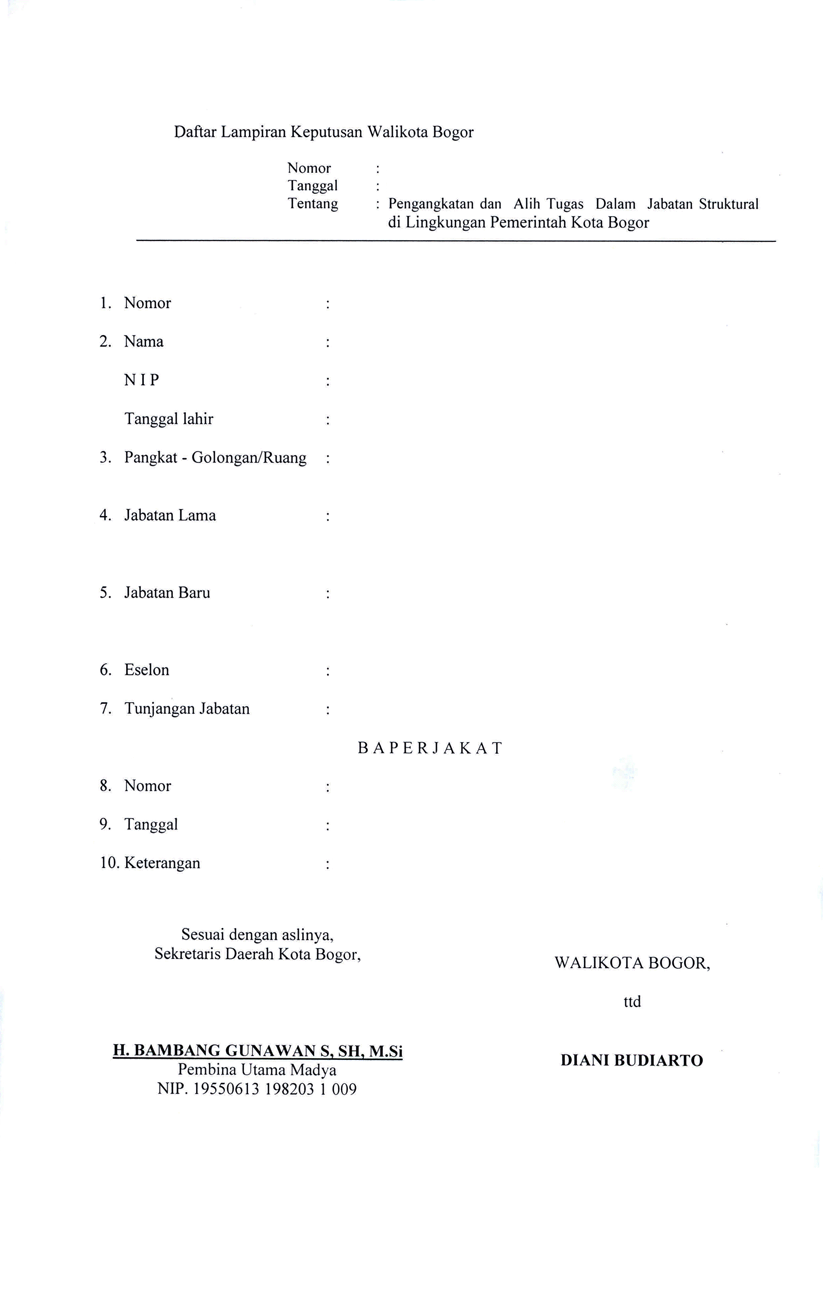 Daftar Lampiran Keputusan Walikota Bogor
Nomor :
Tanggal :
Tentang : Pengangkatan dan Alih Tugas Dalam Jabatan Struktural
di Lingkungan Pemerintah Kota Bogor
1. Nomor :
2. Nama :
N I P :
Tanggal lahir :
3. Pangkat - Golongan/Ruang :
4. Jabatan Lama :
5. Jabatan Baru :
6. Eselon :
7. Tunjangan Jabatan :
B A P E R J A K A T
8. Nomor :
9. Tanggal :
10. Keterangan :
Sesuai dengan aslinya,
Sekretaris Daerah Kota Bogor,
H. BAMBANG GUNAWAN S, SH, M.Si
Pembina Utama Madya
NIP. 19550613 198203 1 009
WALIKOTA BOGOR,
ttd
DIANI BUDIARTO